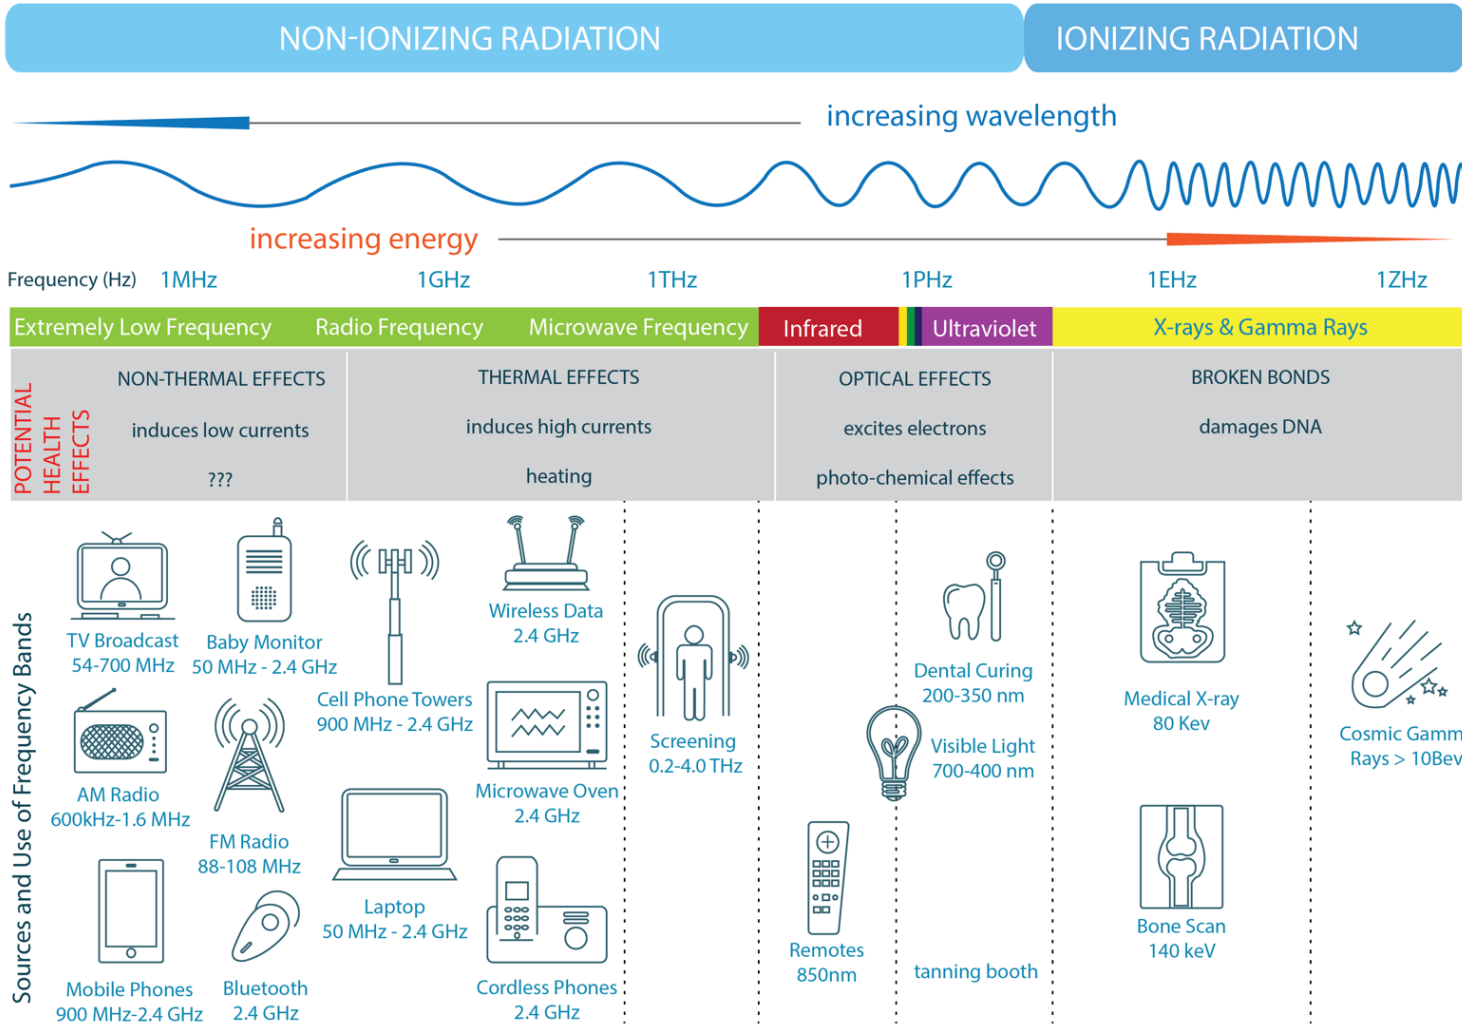 NON-IONIZING RADIATION
IONIZING RADIATION
increasing wavelength
increasing energy
Frequency (Hz) 1MHz 1GHz 1THz 1PHz 1EHz 1ZHz
Extremely Low Frequency Radio Frequency Microwave Frequency Infrared Ultraviolet X-rays & Gamma Rays
POTENTIAL
HEALTH
EFFECTS
NON-THERMAL EFFECTS
induces low currents
???
THERMAL EFFECTS
induces high currents
heating
OPTICAL EFFECTS
excites electrons
photo-chemical effects
BROKEN BONDS
damages DNA
Sources and Use of Frequency Bands
TV Broadcast
54-700 MHz
Baby Monitor
50 MHz - 2.4 GHz
Cell Phone Towers
900 MHz - 2.4 GHz
Wireless Data
2.4 GHz
AM Radio
600kHz-1.6 MHz
FM Radio
88-108 MHz
Microwave Oven
2.4 GHz
Screening
0.2-4.0 THz
Mobile Phones
900 MHz-2.4 GHz
Bluetooth
2.4 GHz
Laptop
50 MHz - 2.4 GHz
Cordless Phones
2.4 GHz
Dental Curing
200-350 nm
Visible Light
700-400 nm
Remotes
850nm
tanning booth
Medical X-ray
80 Kev
Bone Scan
140 keV
Cosmic Gamm
Rays > 10Bev